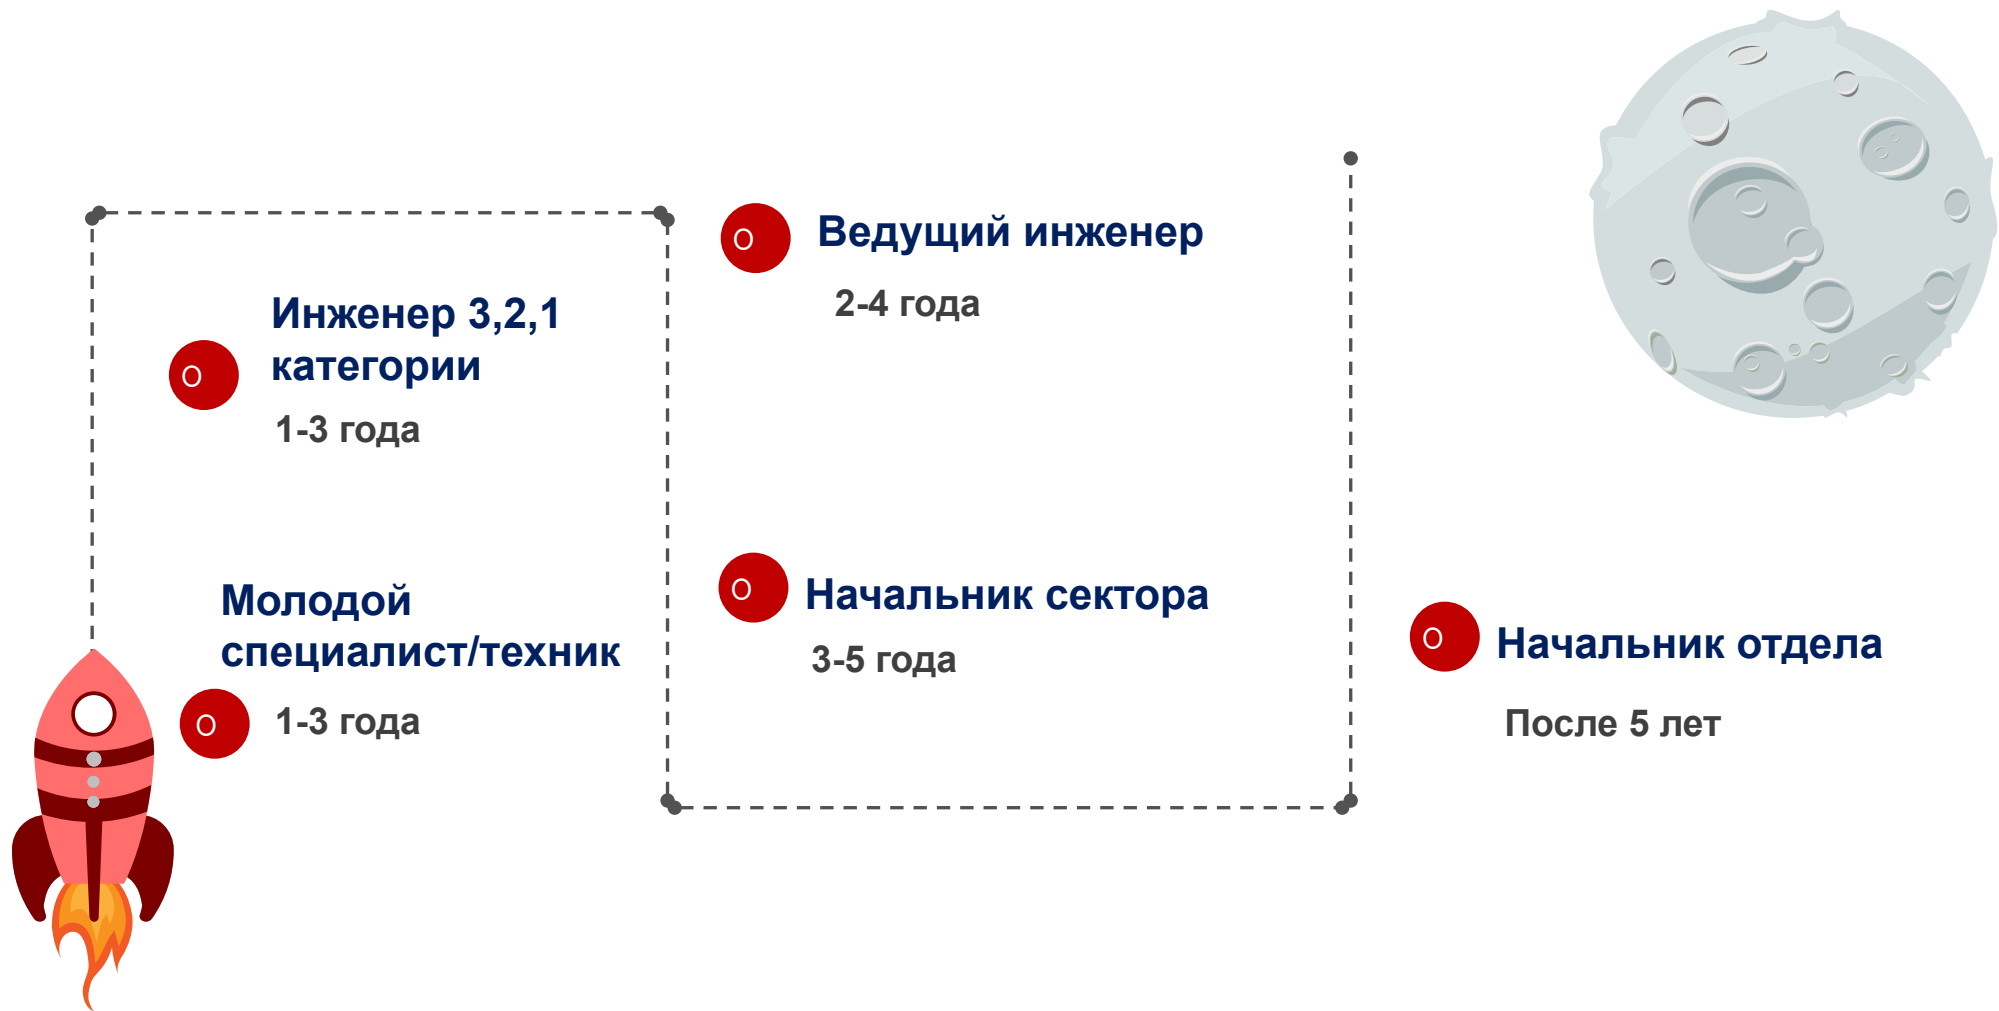 Инженер 3,2,1
категории
1-3 года
Молодой
специалист/техник
1-3 года
Ведущий инженер
2-4 года
Начальник сектора
3-5 года
Начальник отдела
После 5 лет